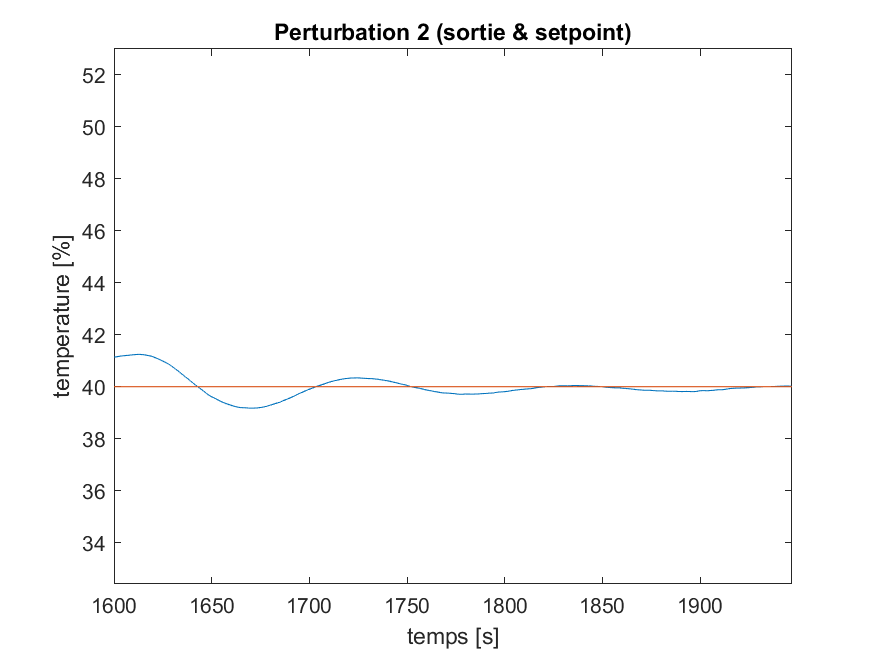 Perturbation 2 (sortie & setpoint)
temperature [%]
52
50
48
46
44
42
40
38
36
34
1600 1650 1700 1750 1800 1850 1900
temps [s]